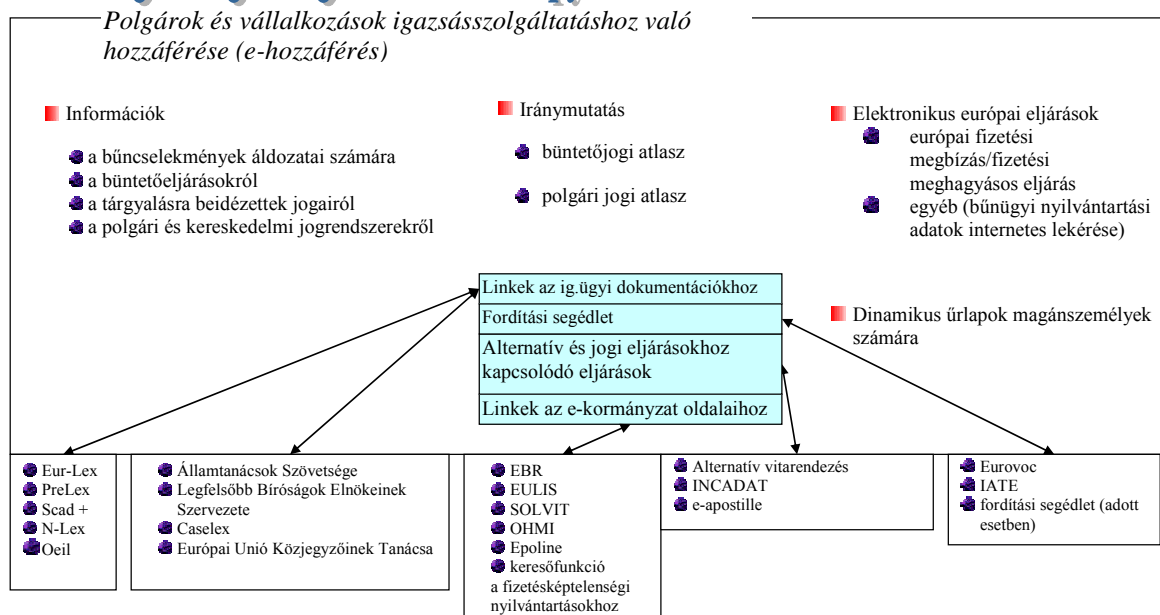 Polgárok és vállalkozások igazsásszolgáltatáshoz való
hozzáférése (e-hozzáférés)
Információk
a bűncselekmények áldozatai számára
a büntetőeljárásokról
a tárgyalásra beidézettek jogairól
a polgári és kereskedelmi jogrendszerekről
Iránymutatás
büntetőjogi atlasz
polgári jogi atlasz
Elektronikus európai eljárások
európai fizetési
megbízás/fizetési
meghagyásos eljárás
egyéb (bűnügyi nyilvántartási
adatok internetes lekérése)
Dinamikus űrlapok magánszemélyek
számára
Linkek az ig.ügyi dokumentációkhoz
Fordítási segédlet
Alternatív és jogi eljárásokhoz
kapcsolódó eljárások
Linkek az e-kormányzat oldalaihoz
Eur-Lex
PreLex
Scad +
N-Lex
Oeil
Államtanácsok Szövetsége
Legfelsőbb Bíróságok Elnökeinek
Szervezete
Caselex
Európai Unió Közjegyzőinek Tanácsa
EBR
EULIS
SOLVIT
OHMI
Epoline
keresőfunkció
a fizetésképtelenségi
nyilvántartásokhoz
Alternatív vitarendezés
INCADAT
e-apostille
Eurovoc
IATE
fordítási segédlet (adott
esetben)